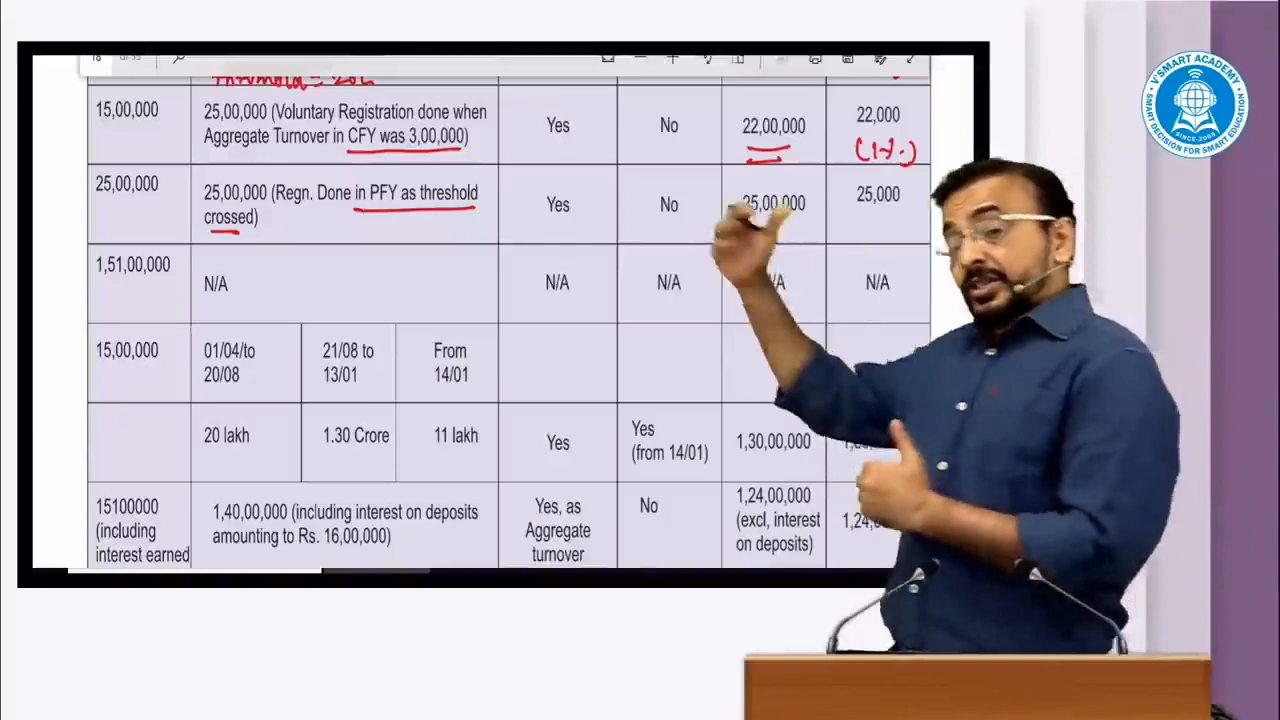 15,00,000
25,00,000 (Voluntary Registration done when
Aggregate Turnover in CFY was 3,00,000)
Yes
No
22,00,000
22,000
(1%)
25,00,000
25,00,000 (Regn. Done in PFY as threshold
crossed)
Yes
No
25,00,000
25,000
1,51,00,000
N/A
N/A
N/A
N/A
15,00,000
01/04/to
20/08
21/08 to
13/01
From
14/01
20 lakh
1.30 Crore
11 lakh
Yes
Yes
(from 14/01)
1,30,00,000
15100000
(including
interest earned
1,40,00,000 (including interest on deposits
amounting to Rs. 16,00,000)
Yes, as
Aggregate
turnover
No
1,24,00,000
(excl, interest
on deposits)
V'SMART ACADEMY
SMART DECISION FOR SMART EDUCATION
SINCE-2003